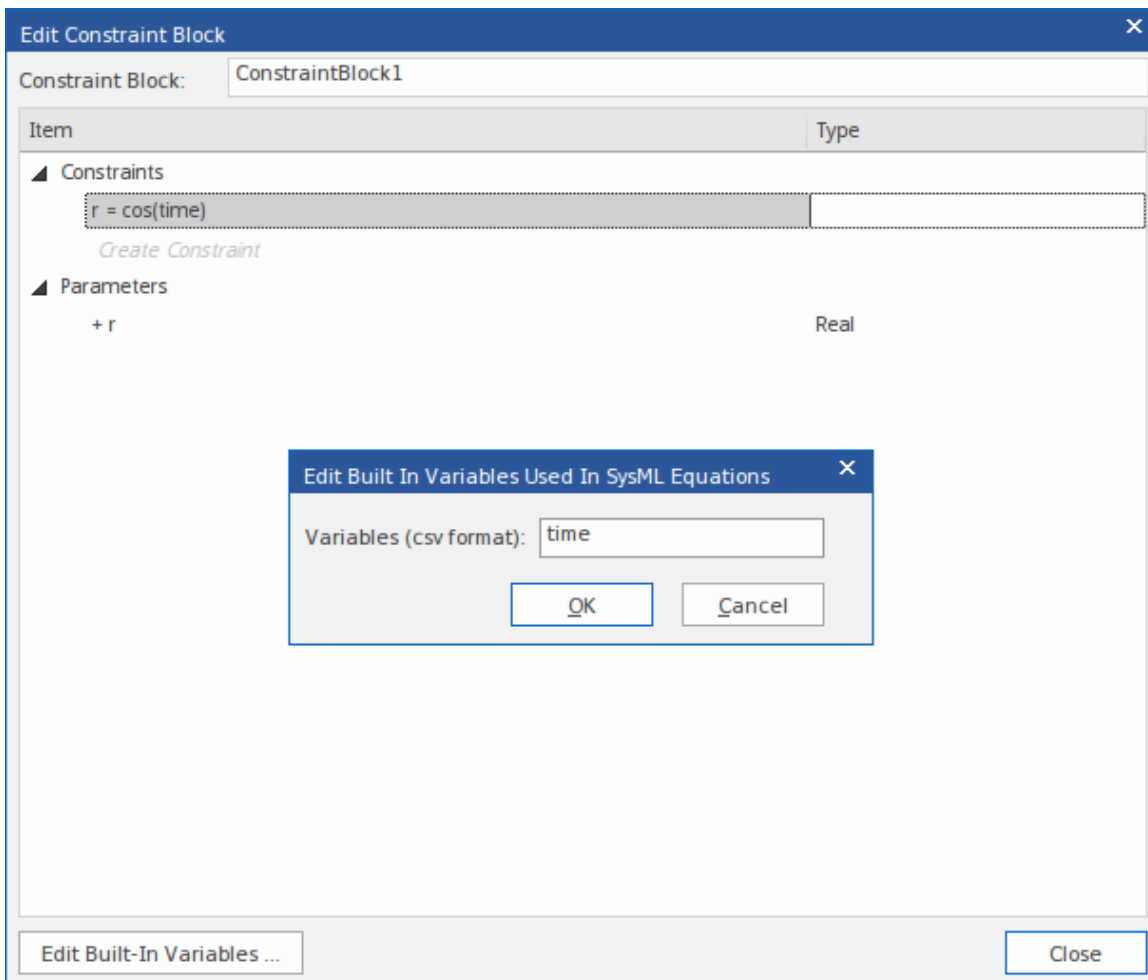 Edit Constraint Block
Constraint Block: ConstraintBlock1
Item Type
Constraints
r = cos(time)
Create Constraint
Parameters
+ r Real
Edit Built In Variables Used In SysML Equations
Variables (csv format): time
OK Cancel
Edit Built-In Variables ... Close